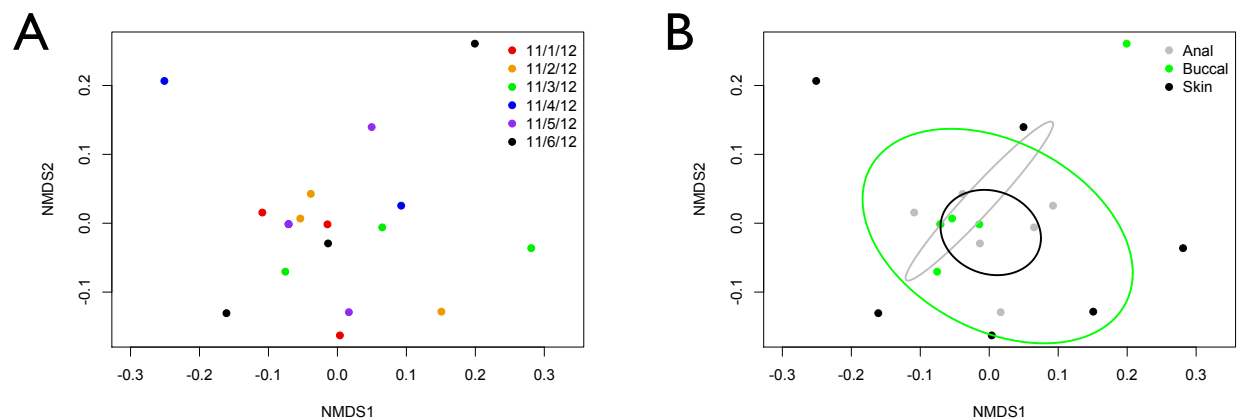 A
11/1/12
11/2/12
11/3/12
11/4/12
11/5/12
11/6/12
NMDS2
0.2
0.1
0.0
-0.1
-0.3 -0.2 -0.1 0.0 0.1 0.2 0.3
NMDS1
B
Anal
Buccal
Skin
NMDS2
0.2
0.1
0.0
-0.1
-0.3 -0.2 -0.1 0.0 0.1 0.2 0.3
NMDS1